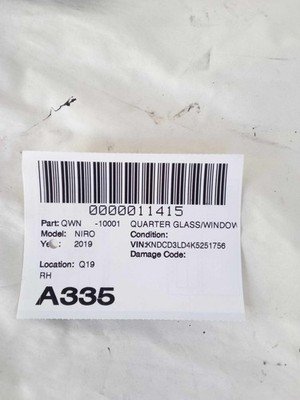 0000011415
Part: QWN -10001 QUARTER GLASS/WINDOW
Model: NIRO Condition:
2019 VIN:KNDCD3LD4K5251756
Damage Code:
Location: Q19
RH
A335